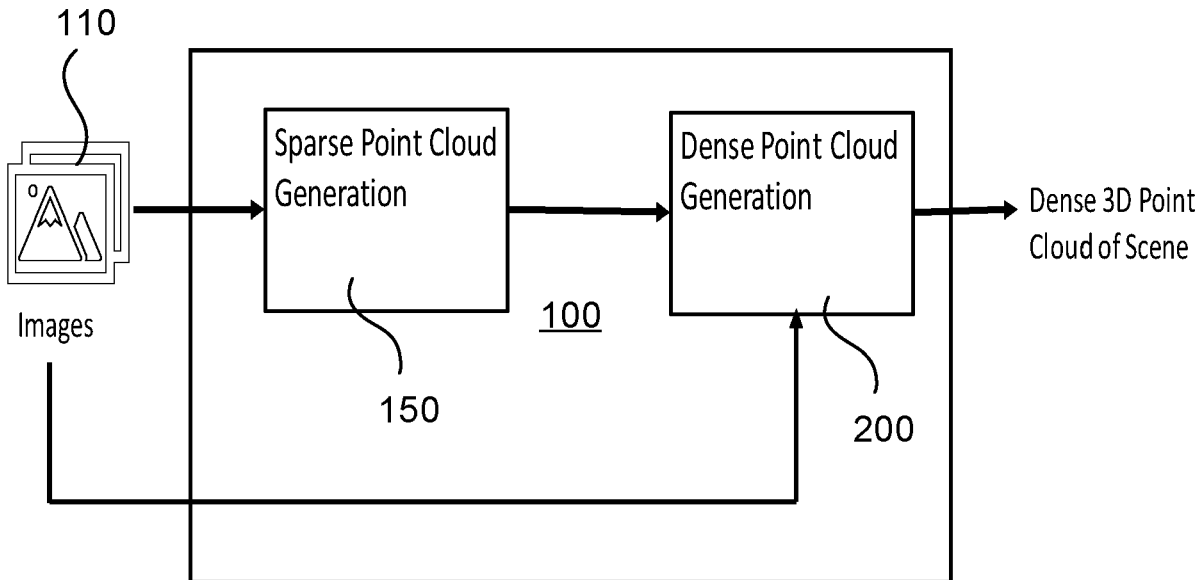 110
Sparse Point Cloud
Generation
Dense Point Cloud
Generation
Dense 3D Point
Cloud of Scene
Images
100
150
200